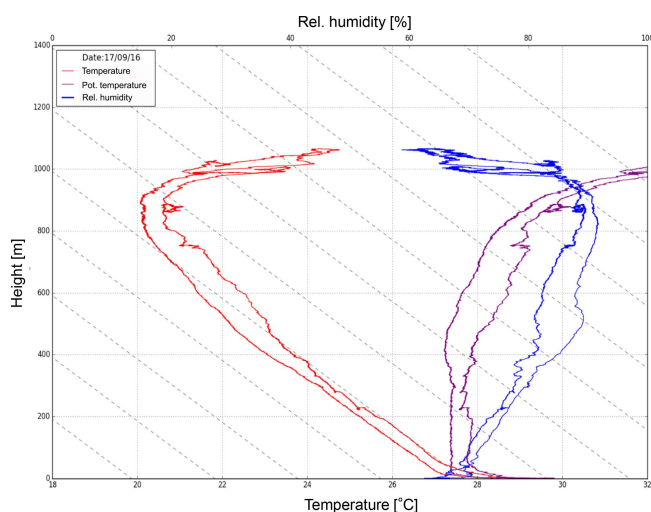 Rel. humidity [%]
0 20 40 60 80 100
1400
Date:17/09/16
Temperature
Pot. temperature
Rel. humidity
1200
1000
800
600
400
200
0
Height [m]
18 20 22 24 26 28 30 32
Temperature [°C]